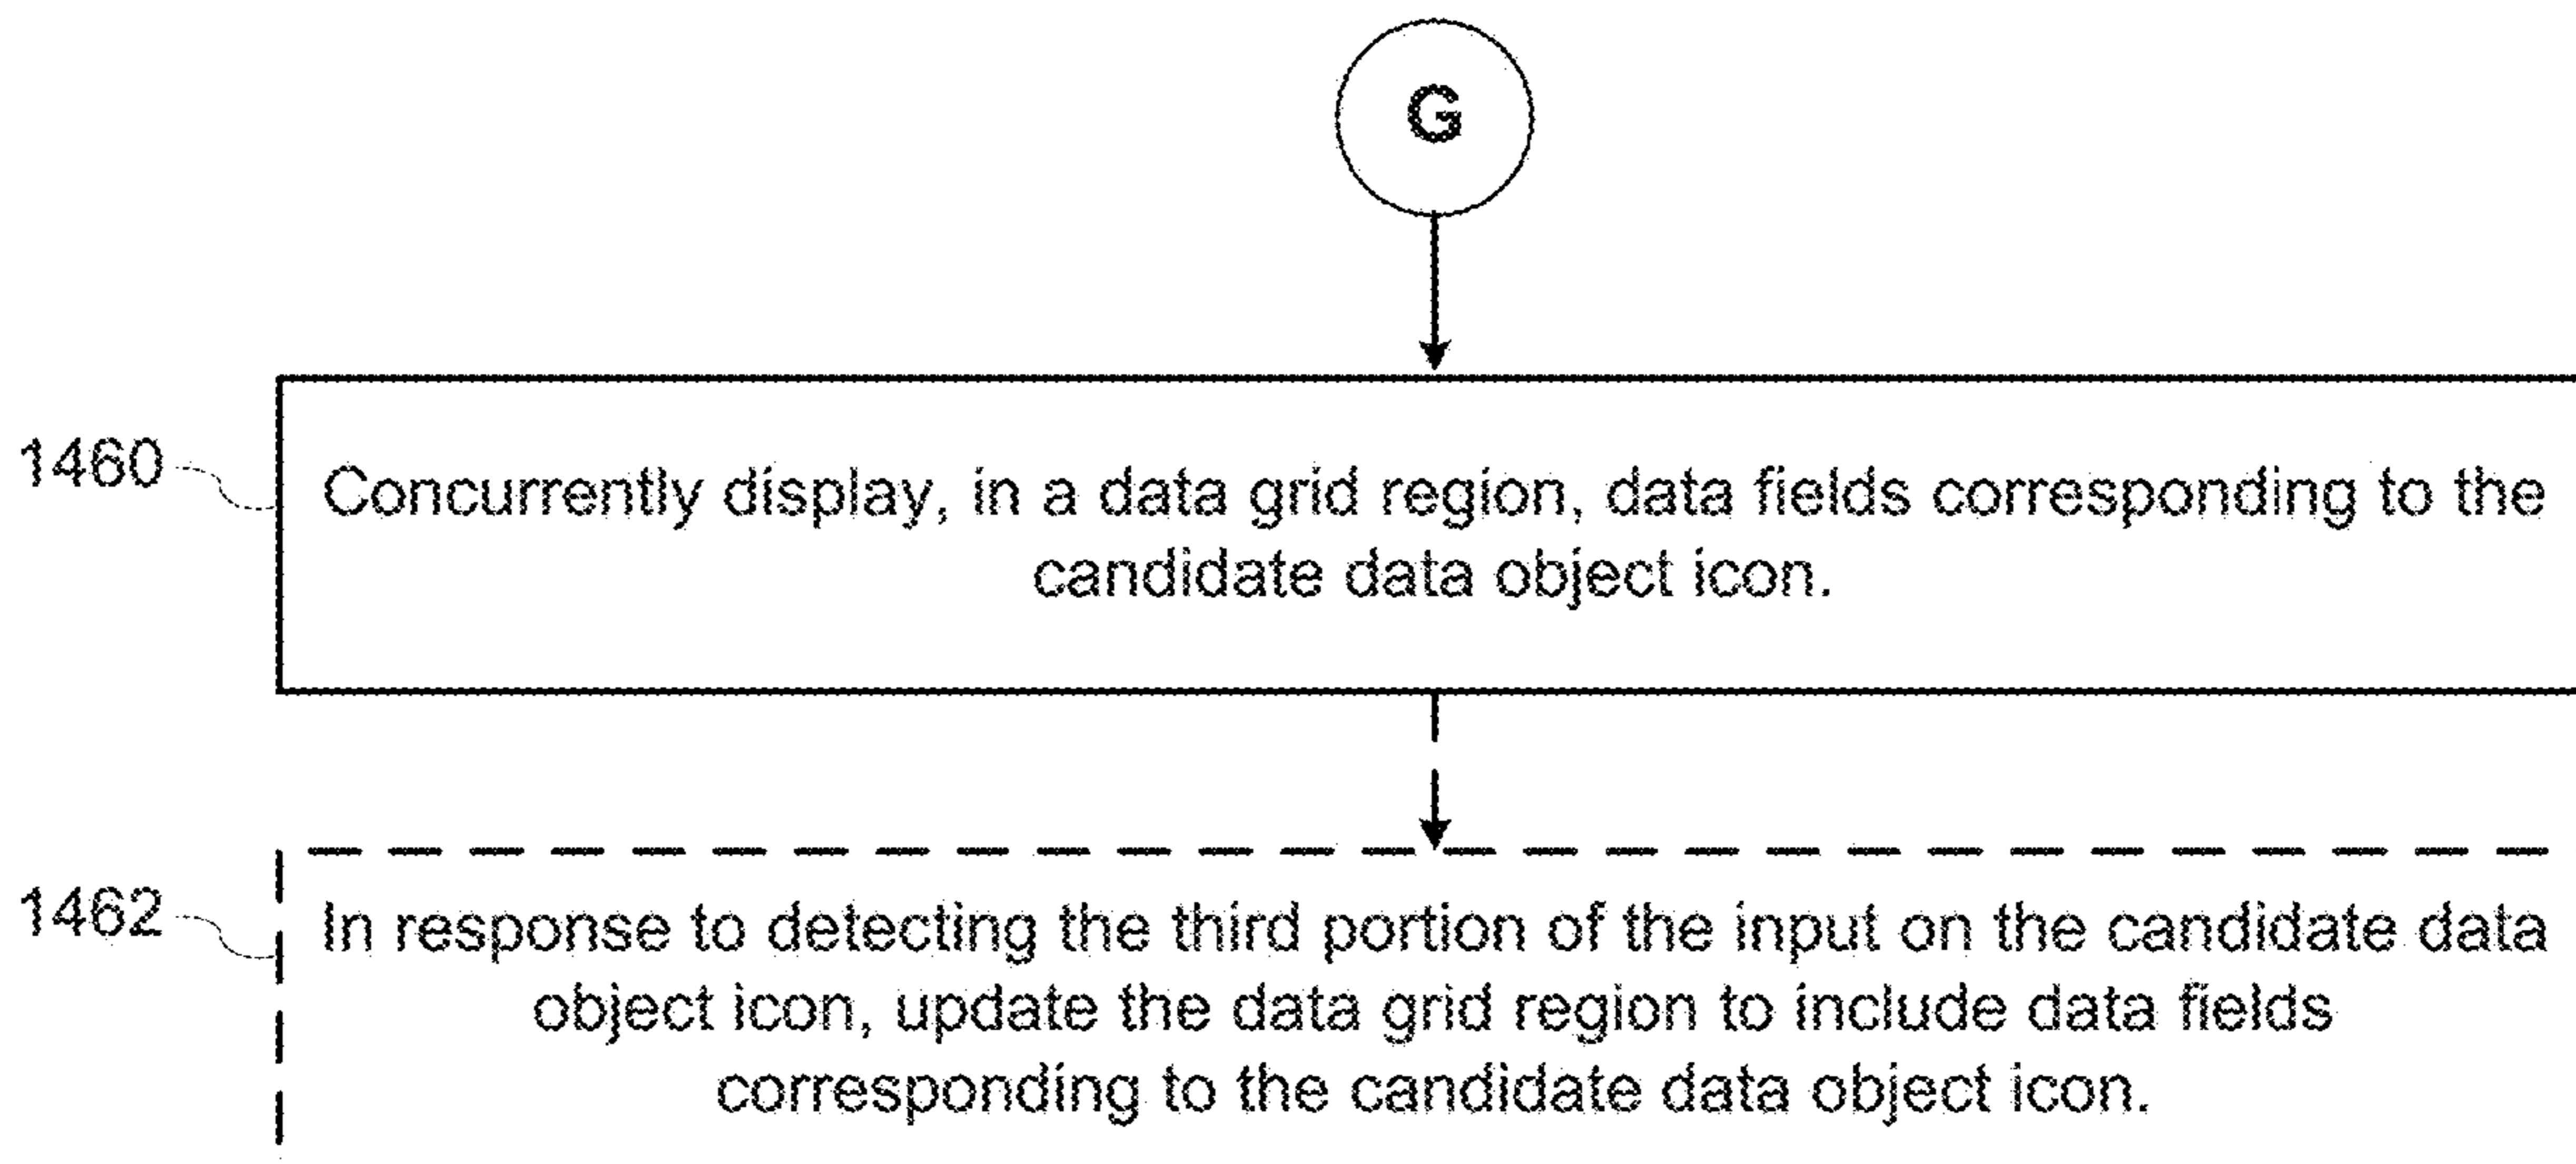 G
1460
Concurrently display, in a data grid region, data fields corresponding to the
candidate data object icon.
1462
In response to detecting the third portion of the input on the candidate data
object icon, update the data grid region to include data fields
corresponding to the candidate data object icon.